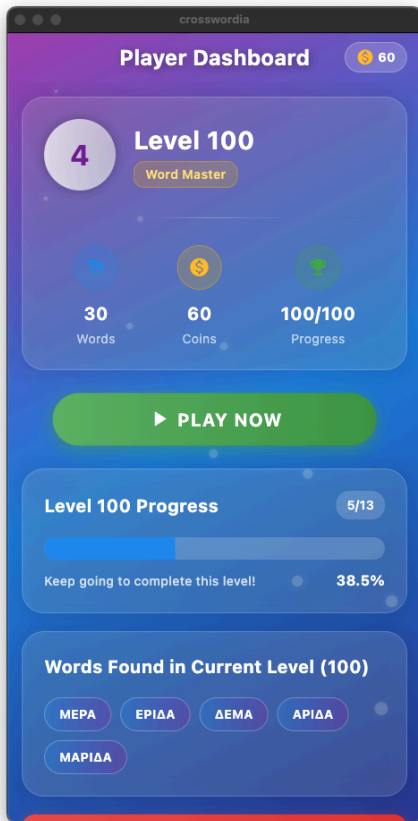 crosswordia
Player Dashboard
60
4
Level 100
Word Master
30
60
100/100
Words
Coins
Progress
PLAY NOW
Level 100 Progress
5/13
Keep going to complete this level!
38.5%
Words Found in Current Level (100)
ΜΕΡΑ
ΕΡΙΔΑ
ΔΕΜΑ
ΑΡΙΔΑ
ΜΑΡΙΔΑ